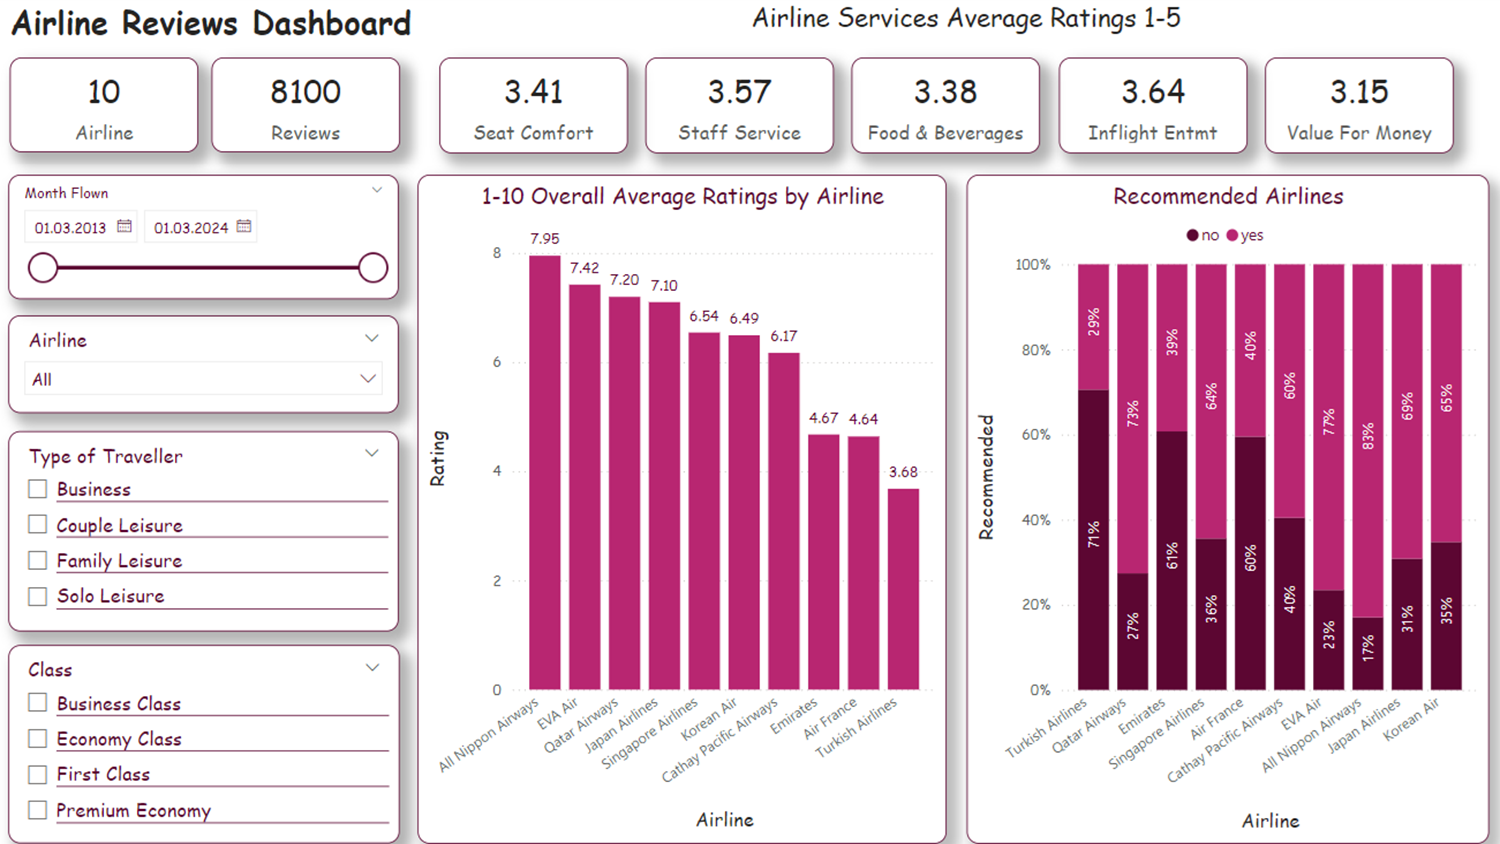 Airline Reviews Dashboard
Airline Services Average Ratings 1-5
10
Airline
8100
Reviews
3.41
Seat Comfort
3.57
Staff Service
3.38
Food & Beverages
3.64
Inflight Entmt
3.15
Value For Money
Month Flown
01.03.2013
01.03.2024
Airline
All
Type of Traveller
Business
Couple Leisure
Family Leisure
Solo Leisure
Class
Business Class
Economy Class
First Class
Premium Economy
1-10 Overall Average Ratings by Airline
Rating
8
6
4
2
0
7.95
7.42
7.20
7.10
6.54
6.49
6.17
4.67
4.64
3.68
All Nippon Airways
EVA Air
Qatar Airways
Japan Airlines
Singapore Airlines
Korean Air
Cathay Pacific Airways
Emirates
Air France
Turkish Airlines
Airline
Recommended Airlines
no yes
Recommended
100%
80%
60%
40%
20%
0%
29%
71%
73%
27%
39%
61%
64%
36%
40%
60%
60%
40%
77%
23%
83%
17%
69%
31%
65%
35%
Turkish Airlines
Qatar Airways
Emirates
Singapore Airlines
Air France
Cathay Pacific Airways
EVA Air
All Nippon Airways
Japan Airlines
Korean Air
Airline